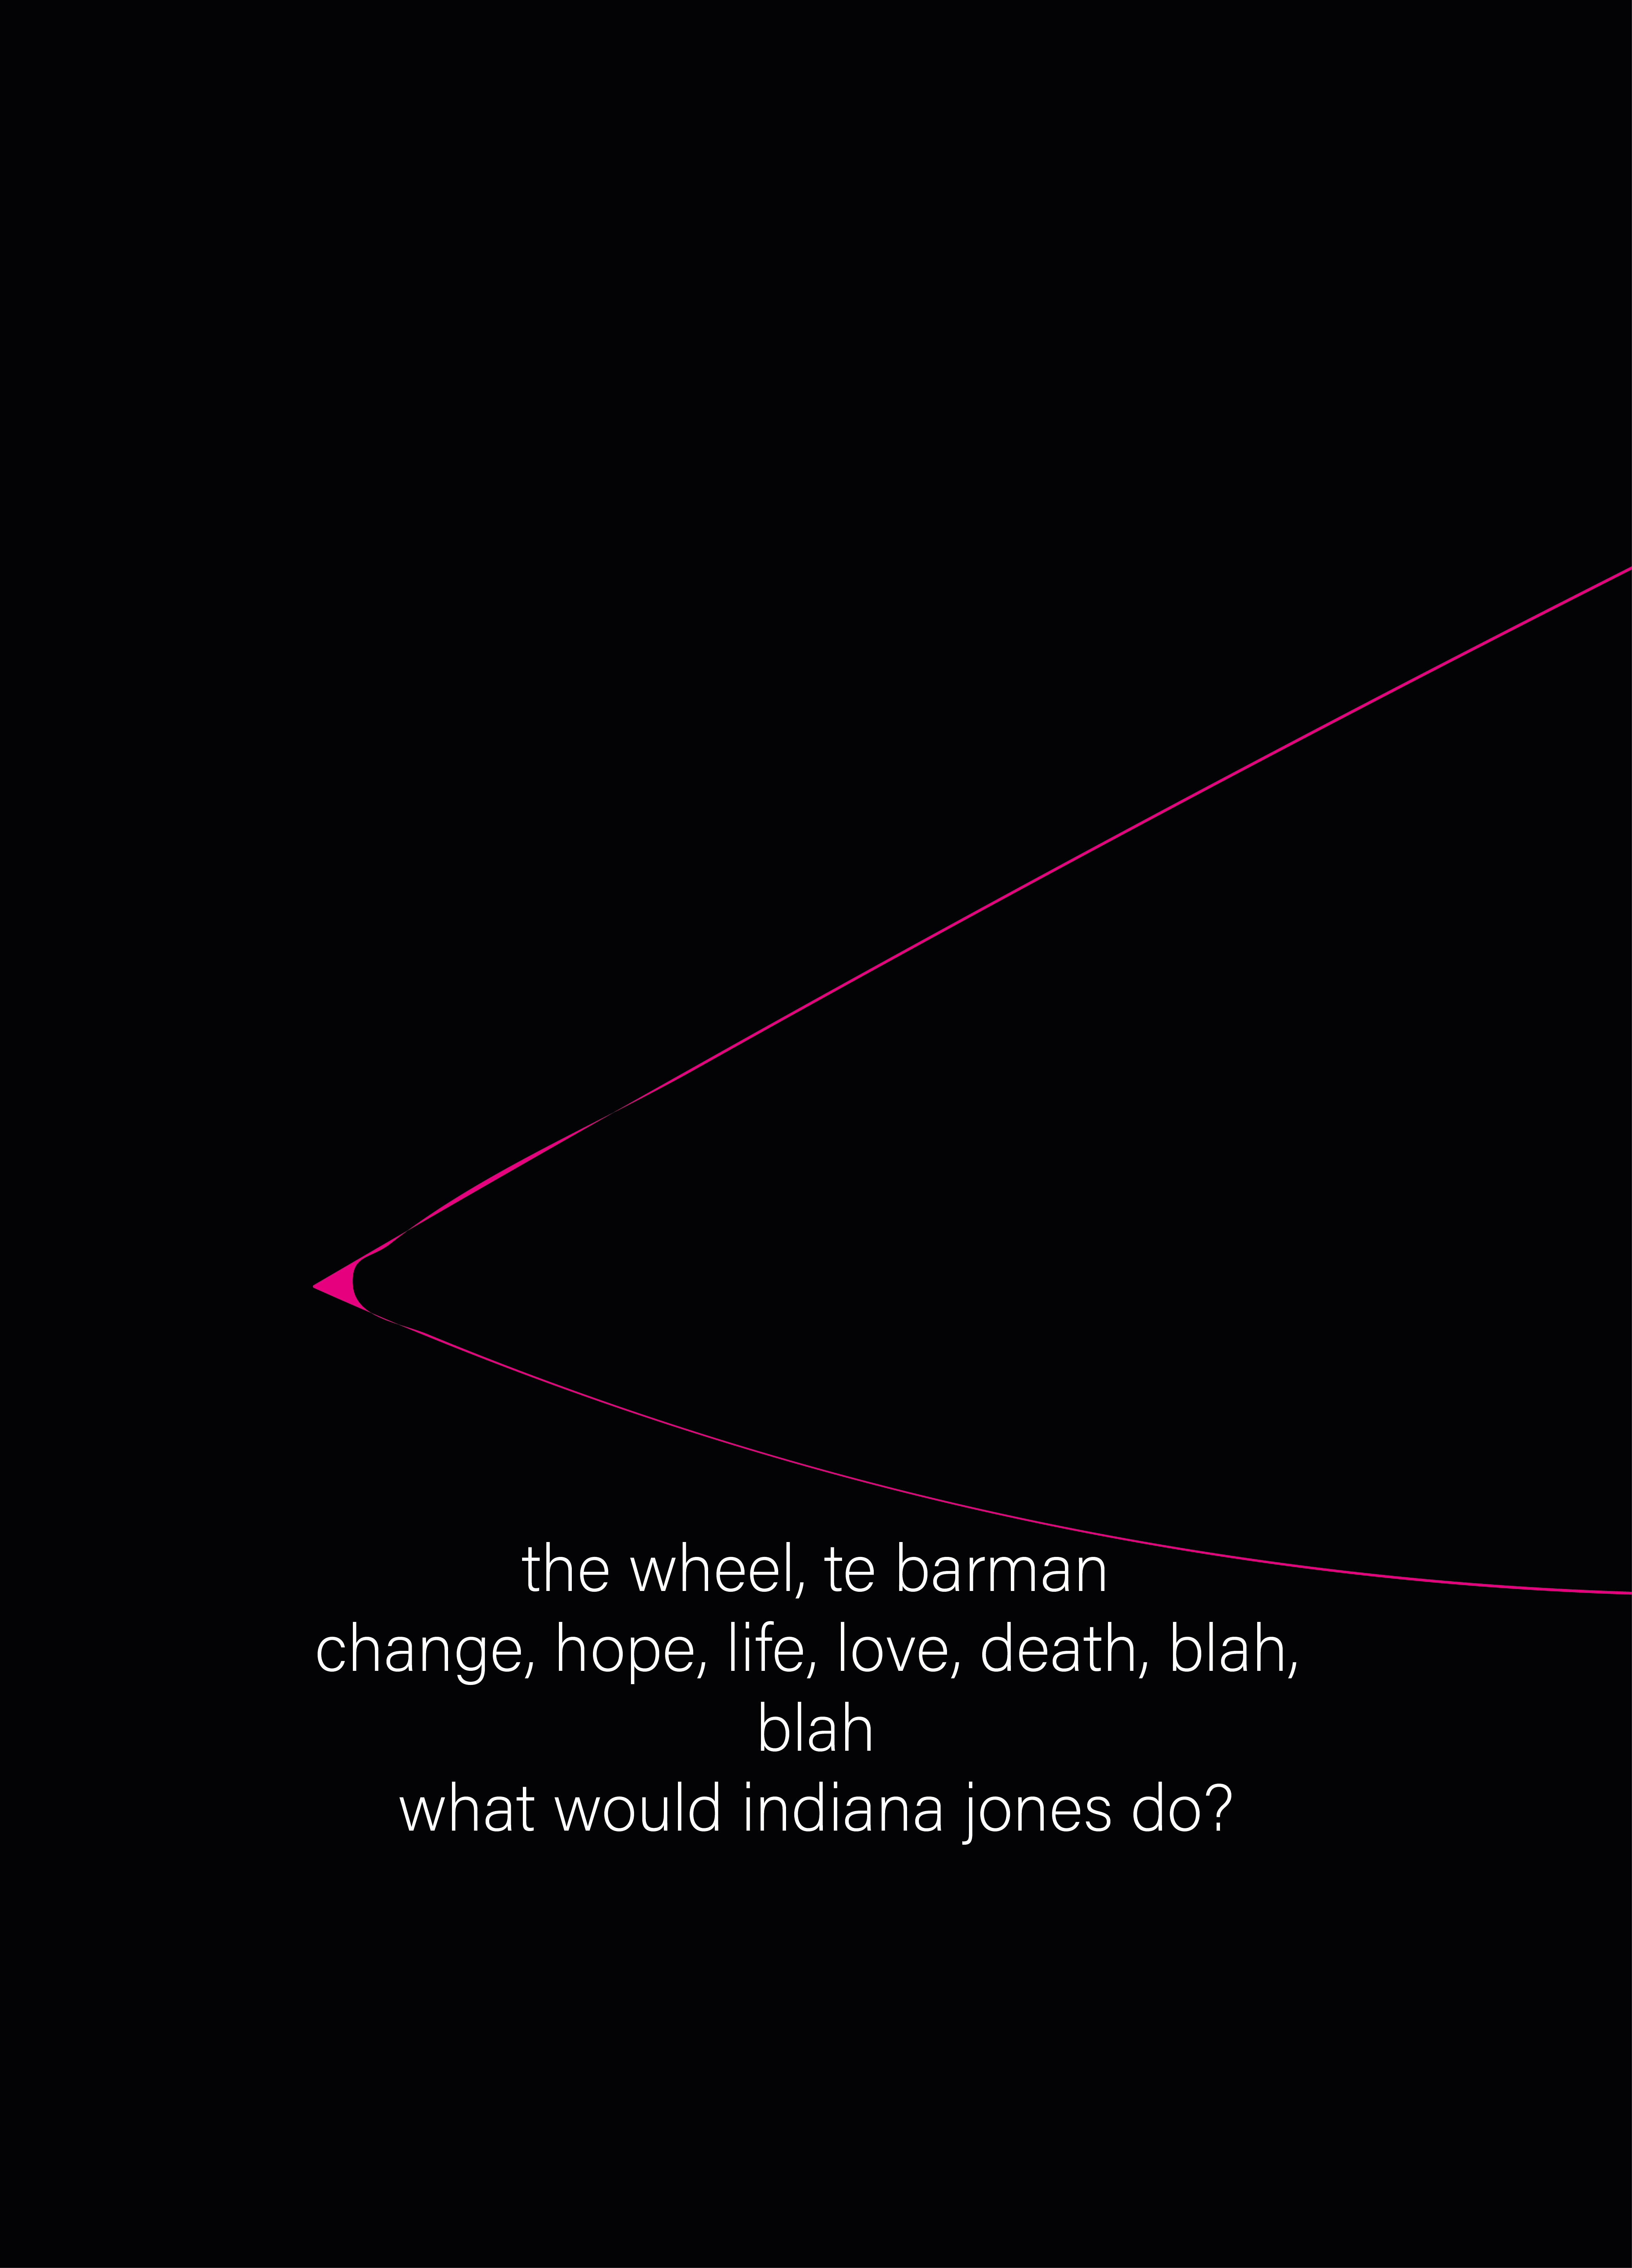 the wheel, te barman
change, hope, life, love, death, blah,
blah
what would indiana jones do?